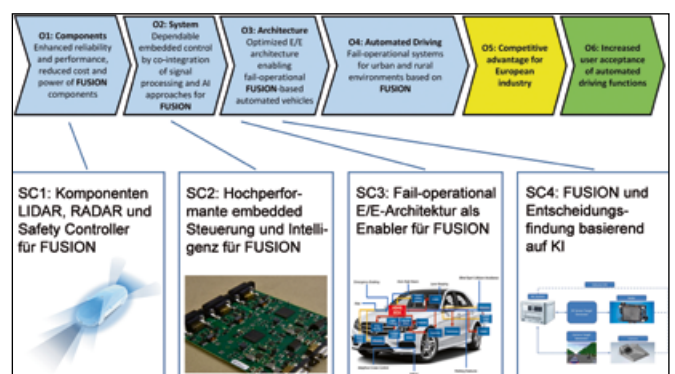 O1: Components
Enhanced reliability
and performance,
reduced cost and
power of FUSION
components
O2: System
Dependable
embedded control
by co-integration
of signal
processing and AI
approaches for
FUSION
O3: Architecture
Optimized E/E
architecture
enabling
fail-operational
FUSION-based
automated vehicles
O4: Automated Driving
Fail-operational systems
for urban and rural
environments based on
FUSION
O5: Competitive
advantage for
European
industry
O6: Increased
user acceptance
of automated
driving functions
SC1: Komponenten
LIDAR, RADAR und
Safety Controller
für FUSION
SC2: Hochperfor-
mante embedded
Steuerung und Intelli-
genz für FUSION
SC3: Fail-operational
E/E-Architektur als
Enabler für FUSION
SC4: FUSION und
Entscheidungs-
findung basierend
auf KI